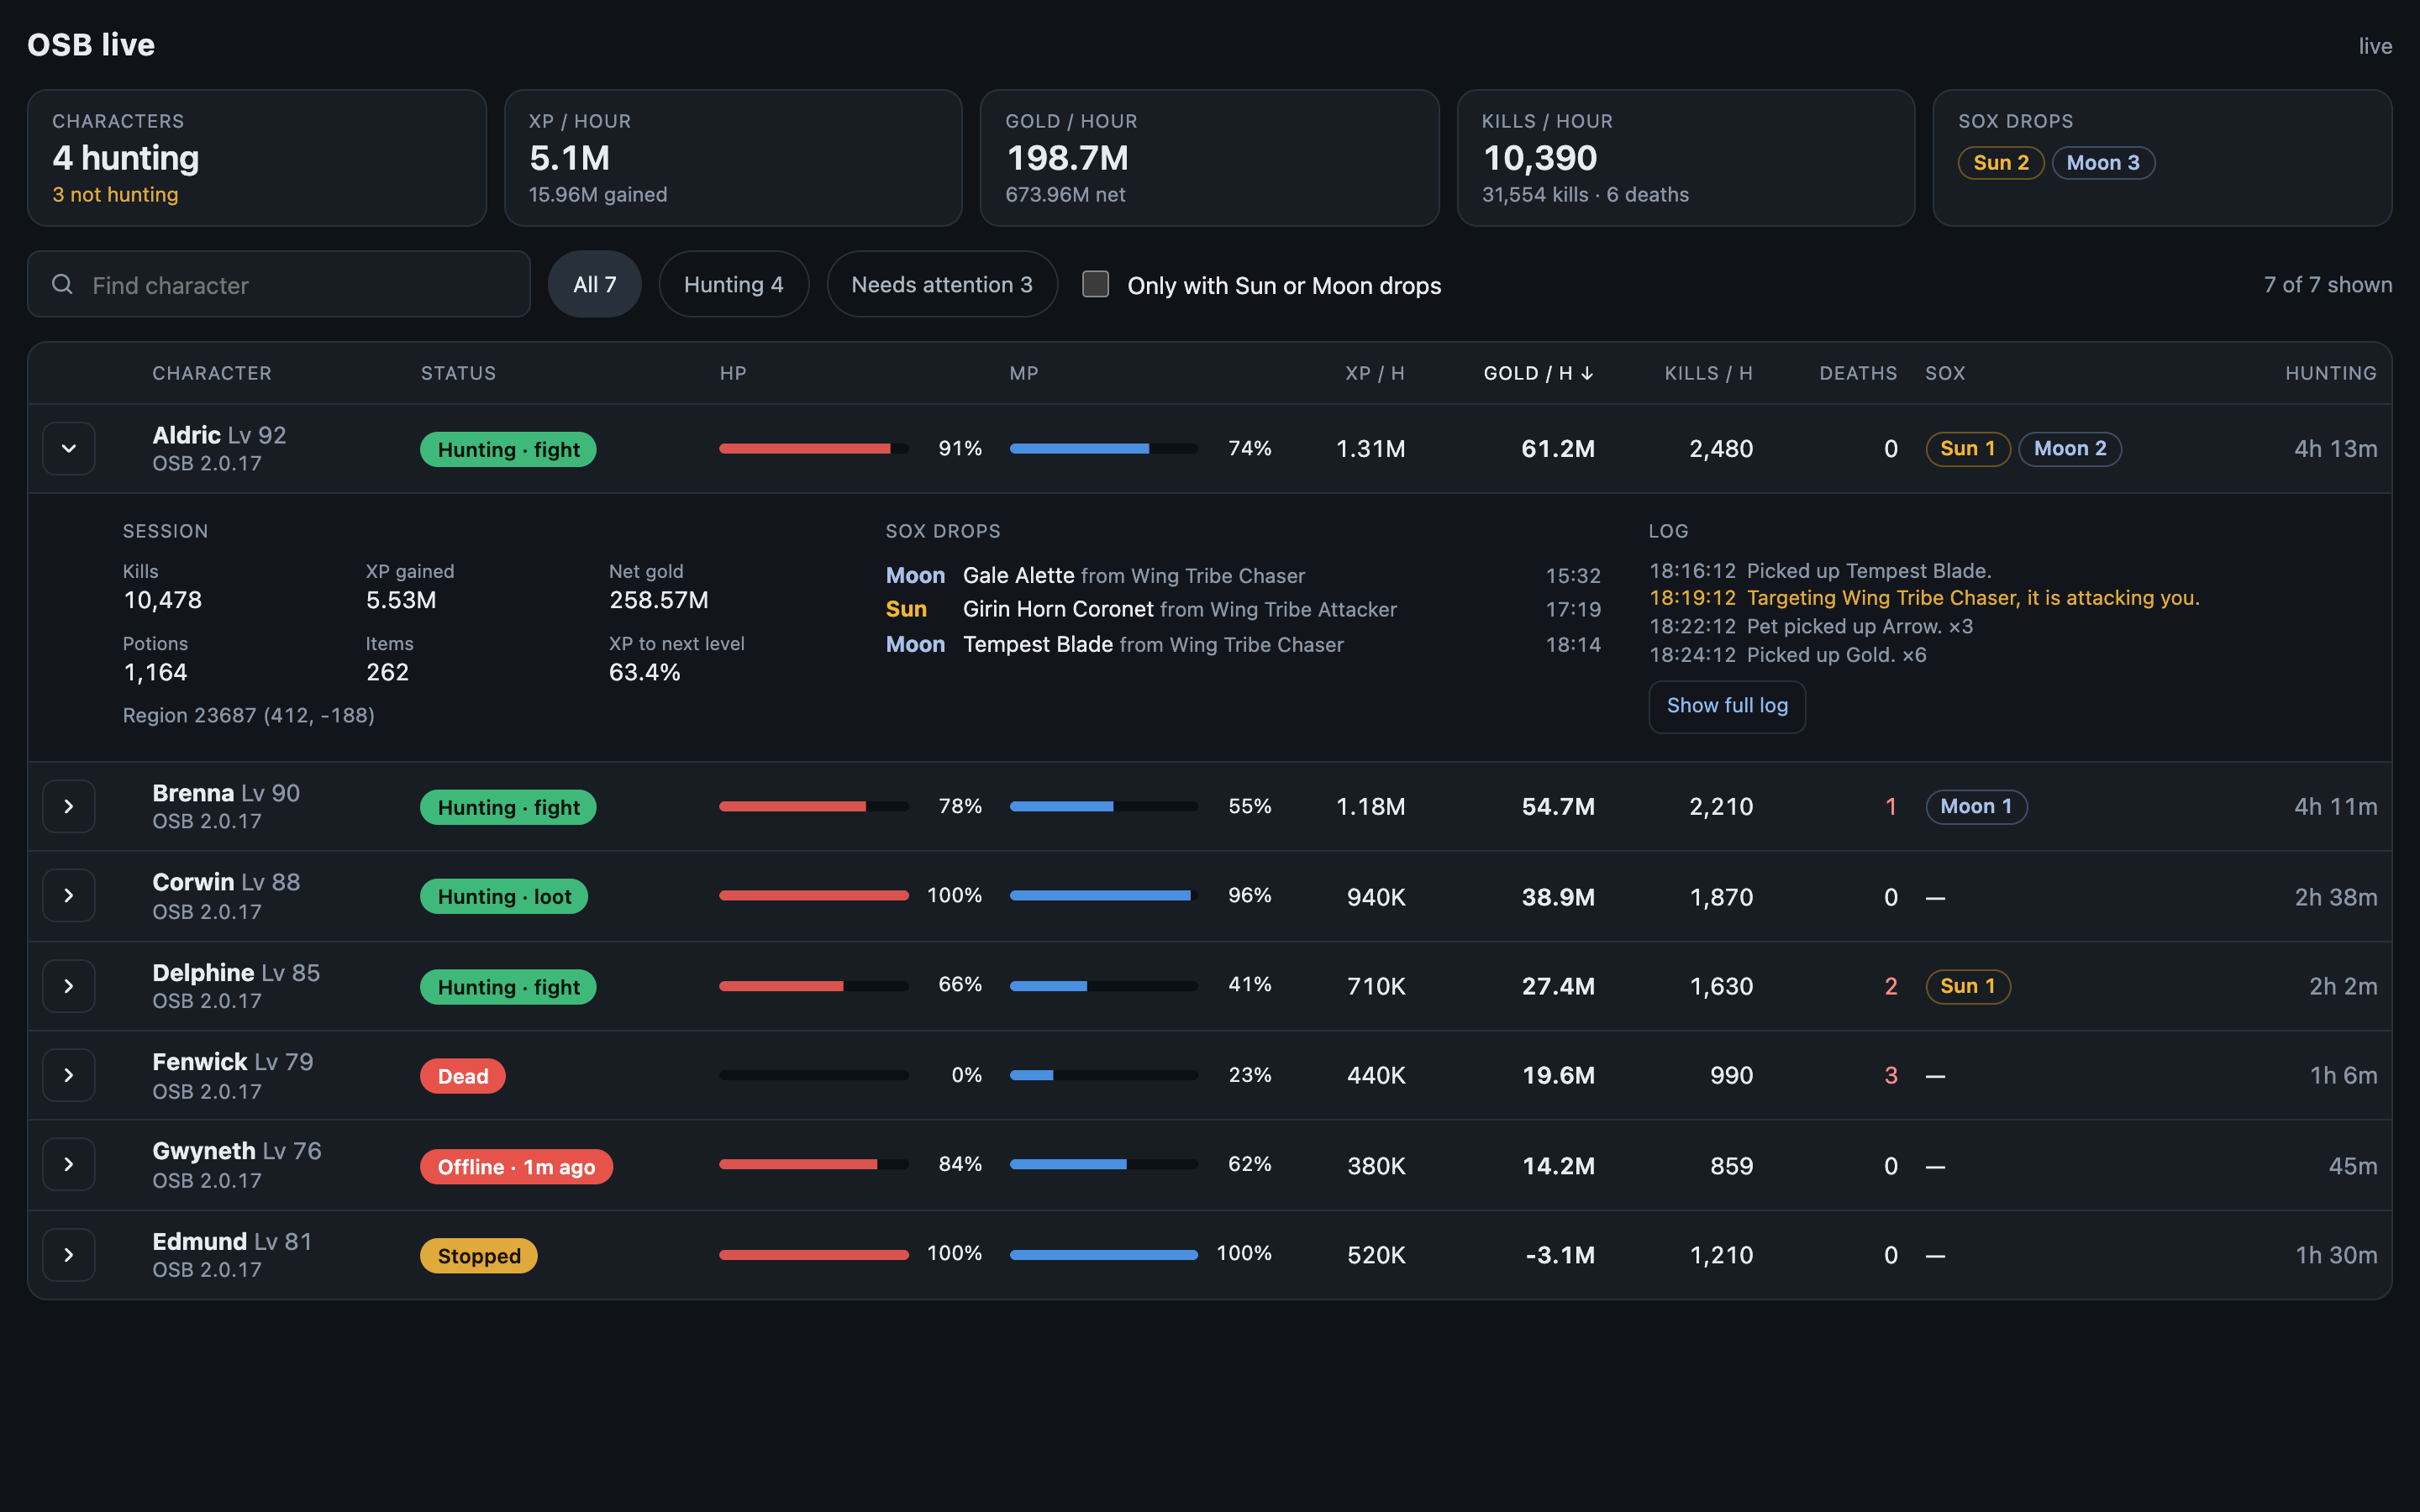 OSB live
live
CHARACTERS
4 hunting
3 not hunting
XP / HOUR
5.1M
15.96M gained
GOLD / HOUR
198.7M
673.96M net
KILLS / HOUR
10,390
31,554 kills · 6 deaths
SOX DROPS
Sun 2 Moon 3
Find character All 7 Hunting 4 Needs attention 3 Only with Sun or Moon drops 7 of 7 shown
CHARACTER STATUS HP MP XP / H GOLD / H ↓ KILLS / H DEATHS SOX HUNTING
Aldric Lv 92
OSB 2.0.17
Hunting · fight 91% 74% 1.31M 61.2M 2,480 0 Sun 1 Moon 2 4h 13m
SESSION
Kills XP gained Net gold
10,478 5.53M 258.57M
Potions Items XP to next level
1,164 262 63.4%
Region 23687 (412, -188)
SOX DROPS
Moon Gale Alette from Wing Tribe Chaser 15:32
Sun Girin Horn Coronet from Wing Tribe Attacker 17:19
Moon Tempest Blade from Wing Tribe Chaser 18:14
LOG
18:16:12 Picked up Tempest Blade.
18:19:12 Targeting Wing Tribe Chaser, it is attacking you.
18:22:12 Pet picked up Arrow. ×3
18:24:12 Picked up Gold. ×6
Show full log
Brenna Lv 90
OSB 2.0.17
Hunting · fight 78% 55% 1.18M 54.7M 2,210 1 Moon 1 4h 11m
Corwin Lv 88
OSB 2.0.17
Hunting · loot 100% 96% 940K 38.9M 1,870 0 — 2h 38m
Delphine Lv 85
OSB 2.0.17
Hunting · fight 66% 41% 710K 27.4M 1,630 2 Sun 1 2h 2m
Fenwick Lv 79
OSB 2.0.17
Dead 0% 23% 440K 19.6M 990 3 — 1h 6m
Gwyneth Lv 76
OSB 2.0.17
Offline · 1m ago 84% 62% 380K 14.2M 859 0 — 45m
Edmund Lv 81
OSB 2.0.17
Stopped 100% 100% 520K -3.1M 1,210 0 — 1h 30m